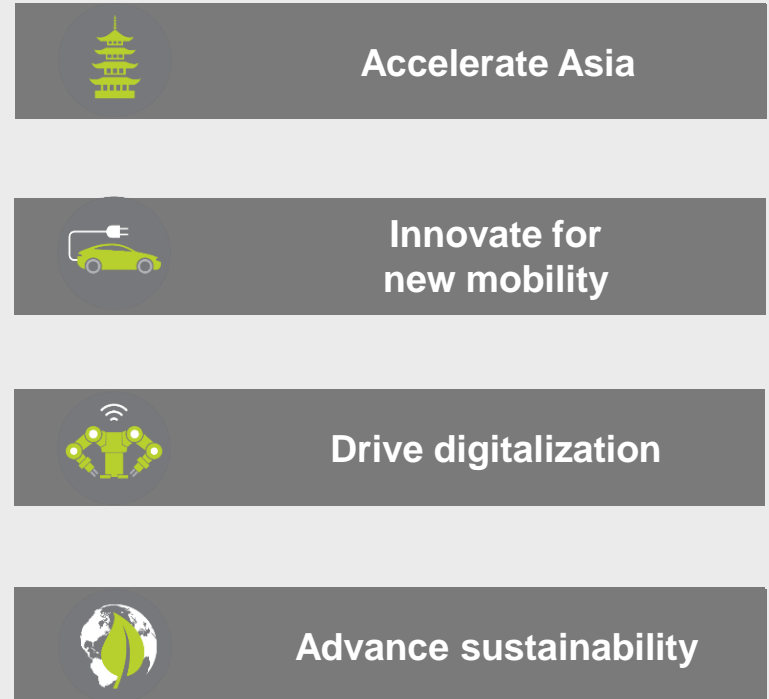 Accelerate Asia
Innovate for
new mobility
Drive digitalization
Advance sustainability